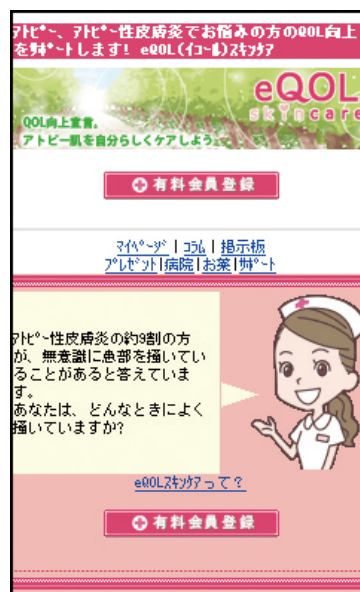 ｱﾄﾋﾟｰ、ｱﾄﾋﾟｰ性皮膚炎でお悩みの方のQOL向上
をｻﾎﾟｰﾄします! eQOL(ｲｺｰﾙ)ｽｷﾝｹｱ
eQOL
skincare
QOL向上宣言。
アトピー肌を自分らしくケアしよう。
有料会員登録
ﾏｲﾍﾟｰｼﾞ | ｺﾗﾑ | 掲示板
ﾌﾟﾚｾﾞﾝﾄ|病院|お薬|ｻﾎﾟｰﾄ
ｱﾄﾋﾟｰ性皮膚炎の約9割の方
が、無意識に患部を掻いてい
ることがあると答えていま
す。
あなたは、どんなときによく
掻いていますか?
eQOLｽｷﾝｹｱって？
有料会員登録